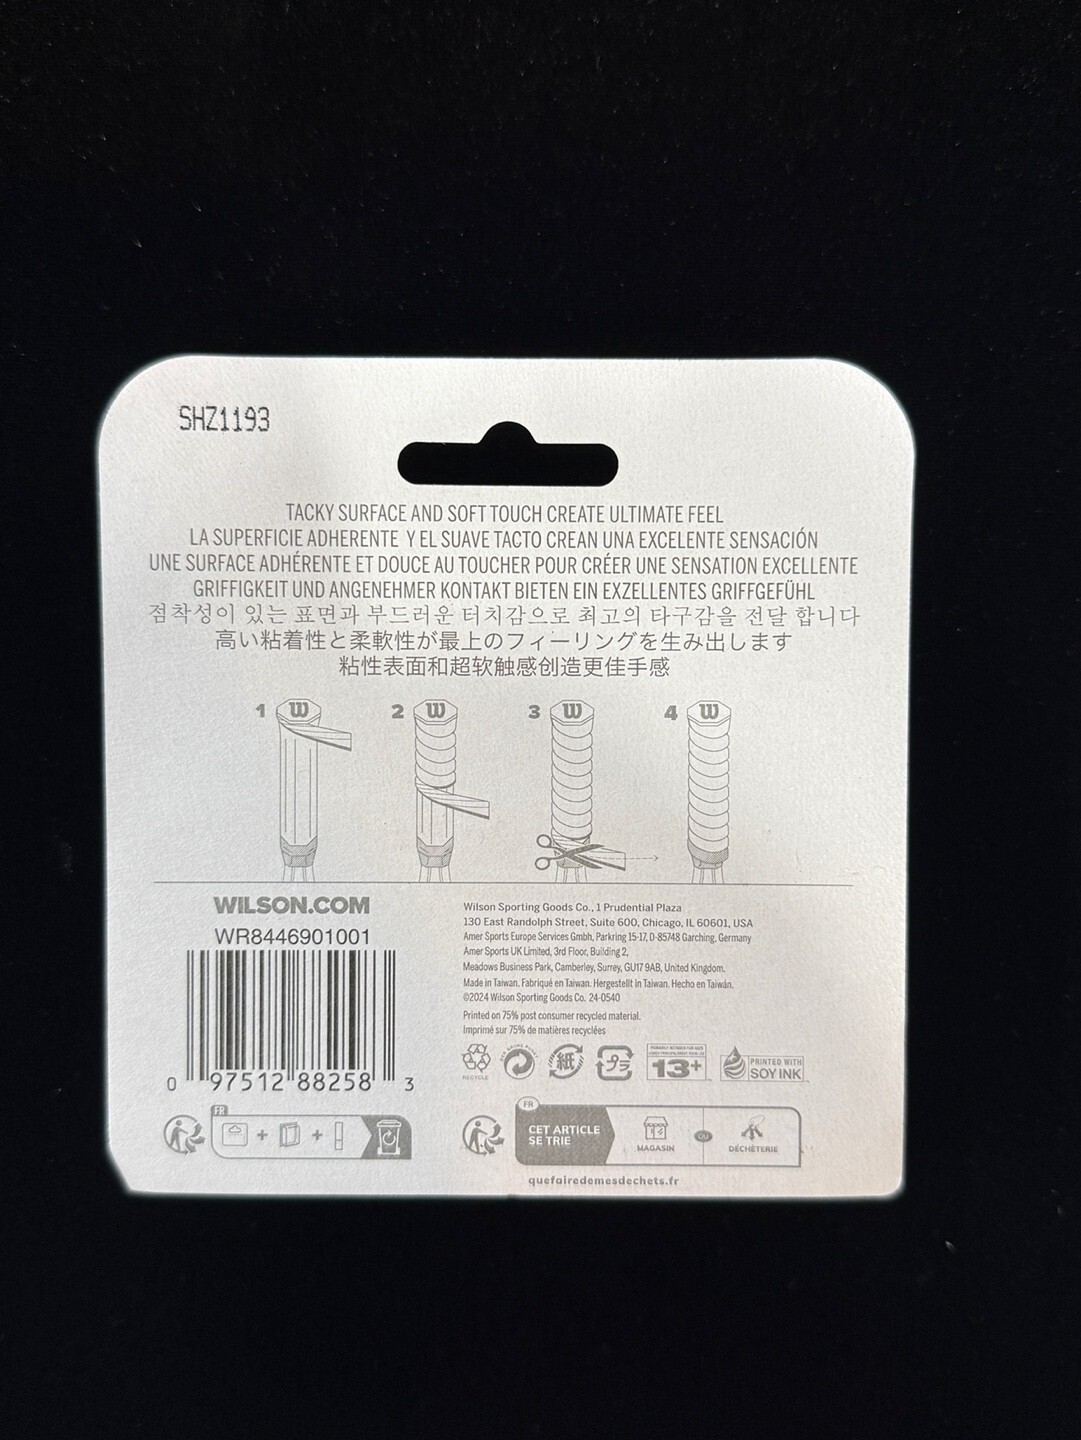 SHZ1193
TACKY SURFACE AND SOFT TOUCH CREATE ULTIMATE FEEL
LA SUPERFICIE ADHERENTE Y EL SUAVE TACTO CREAN UNA EXCELENTE SENSACIÓN
UNE SURFACE ADHÉRENTE ET DOUCE AU TOUCHER POUR CRÉER UNE SENSATION EXCELLENTE
GRIFFIGKEIT UND ANGENEHMER KONTAKT BIETEN EIN EXZELLENTES GRIFFGEFÜHL
점착성이 있는 표면과 부드러운 터치감으로 최고의 타구감을 전달 합니다
高い粘着性と柔軟性が最上のフィーリングを生み出します
粘性表面和超软触感创造更佳手感
1 W 2 W 3 W 4 W
WILSON.COM
WR8446901001
0 97512 88258 3
Wilson Sporting Goods Co., 1 Prudential Plaza
130 East Randolph Street, Suite 600, Chicago, IL 60601, USA
Amer Sports Europe Services Gmbh, Parkring 15-17, D-85748 Garching, Germany
Amer Sports UK Limited, 3rd Floor, Building 2,
Meadows Business Park, Camberley, Surrey, GU17 9AB, United Kingdom.
Made in Taiwan. Fabriqué en Taiwan. Hergestellt in Taiwan. Hecho en Taiwán.
©2024 Wilson Sporting Goods Co. 24-0540
Printed on 75% post consumer recycled material.
Imprimé sur 75% de matières recyclées
RECYCLE
紙
プラ
13+
PRINTED WITH
SOY INK
FR
+ +
FR
CET ARTICLE
SE TRIE
MAGASIN
OU
DÉCHÈTERIE
quefairedemesdechets.fr